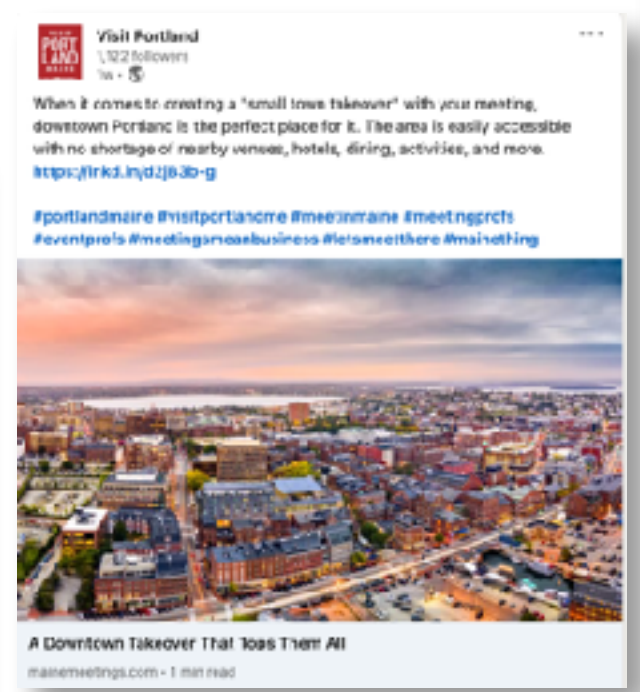 PORT
LAND
MAINE
Visit Portland
1,122 followers
1w •
When it comes to creating a "small town takeover" with your meeting,
downtown Portland is the perfect place for it. The area is easily accessible
with no shortage of nearby venues, hotels, dining, activities, and more.
#portlandmaine #visitportlandme #meetinmaine #meetingprofs
#eventprofs #meetingsmeanbusiness #letsmeetthere #mainething
A Downtown Takeover That Tops Them All
mainemeetings.com • 1 min read